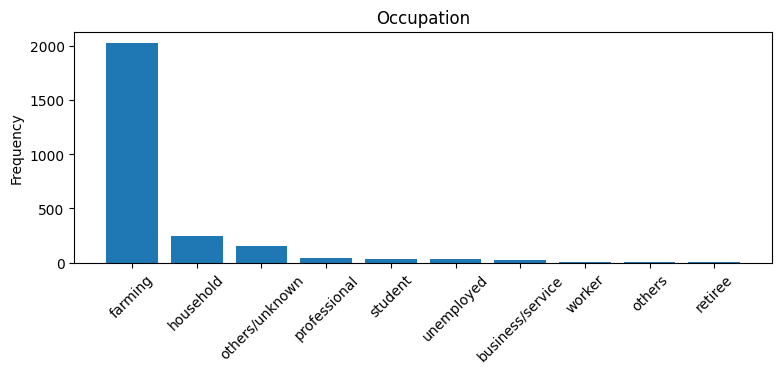 Occupation
Frequency
2000
1500
1000
500
0
farming
household
others/unknown
professional
student
unemployed
business/service
worker
others
retiree